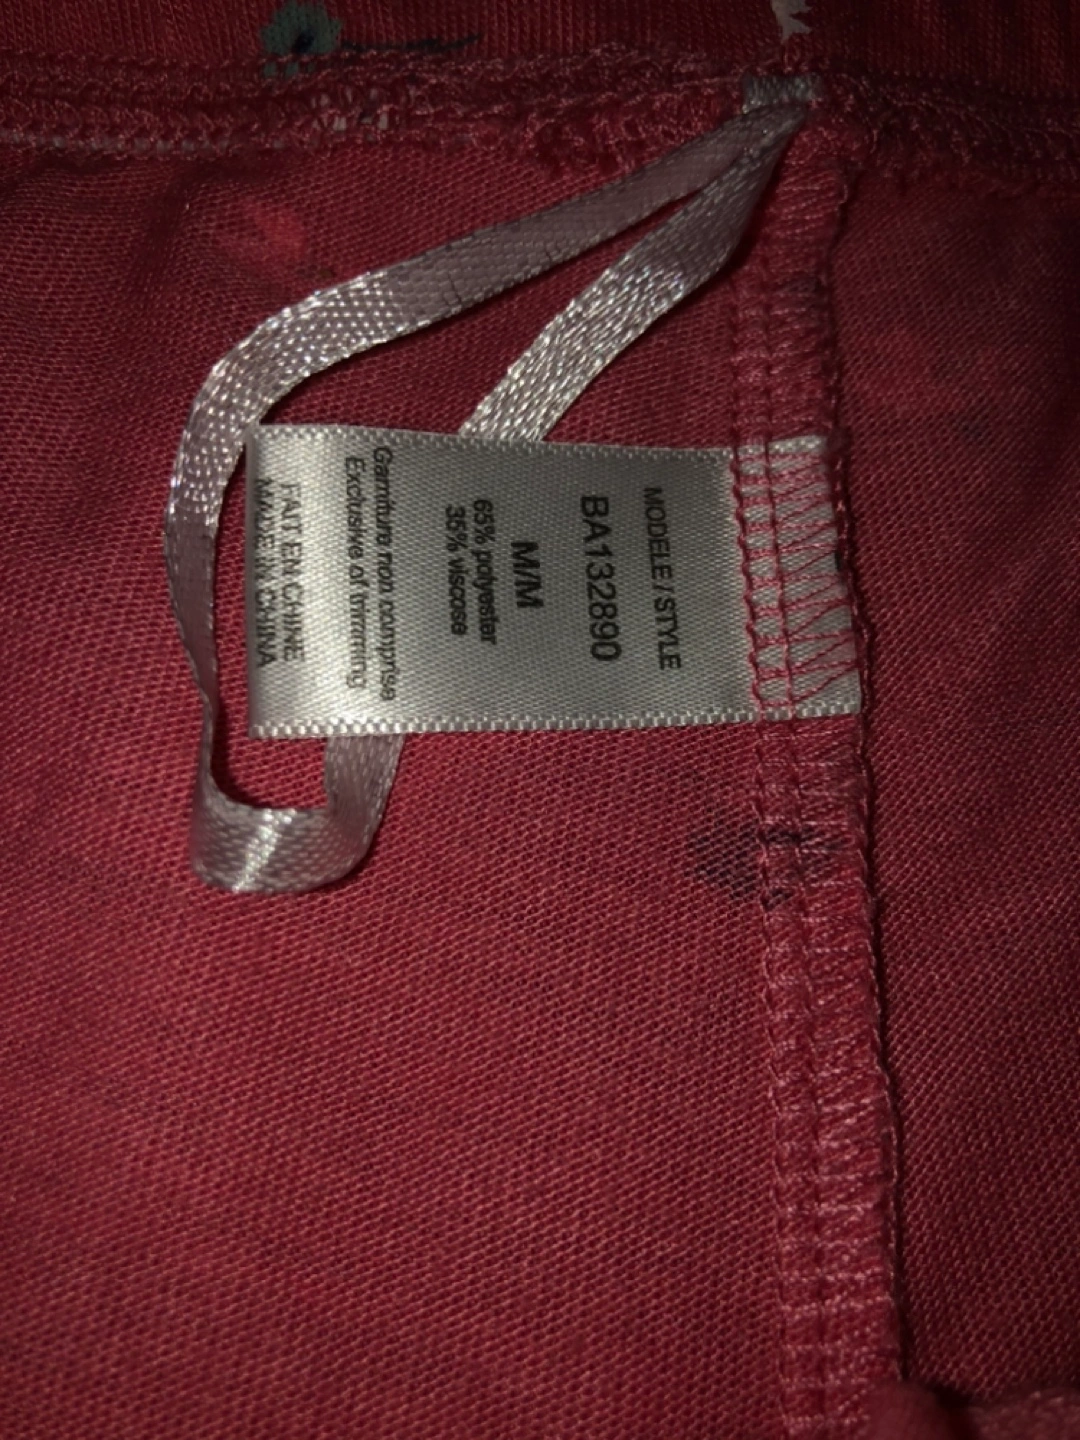 MODELE / STYLE
BA132890
M/M
65% polyester
35% viscose
Garniture non comprise
Exclusive of trimming
FAIT EN CHINE
MADE IN CHINA